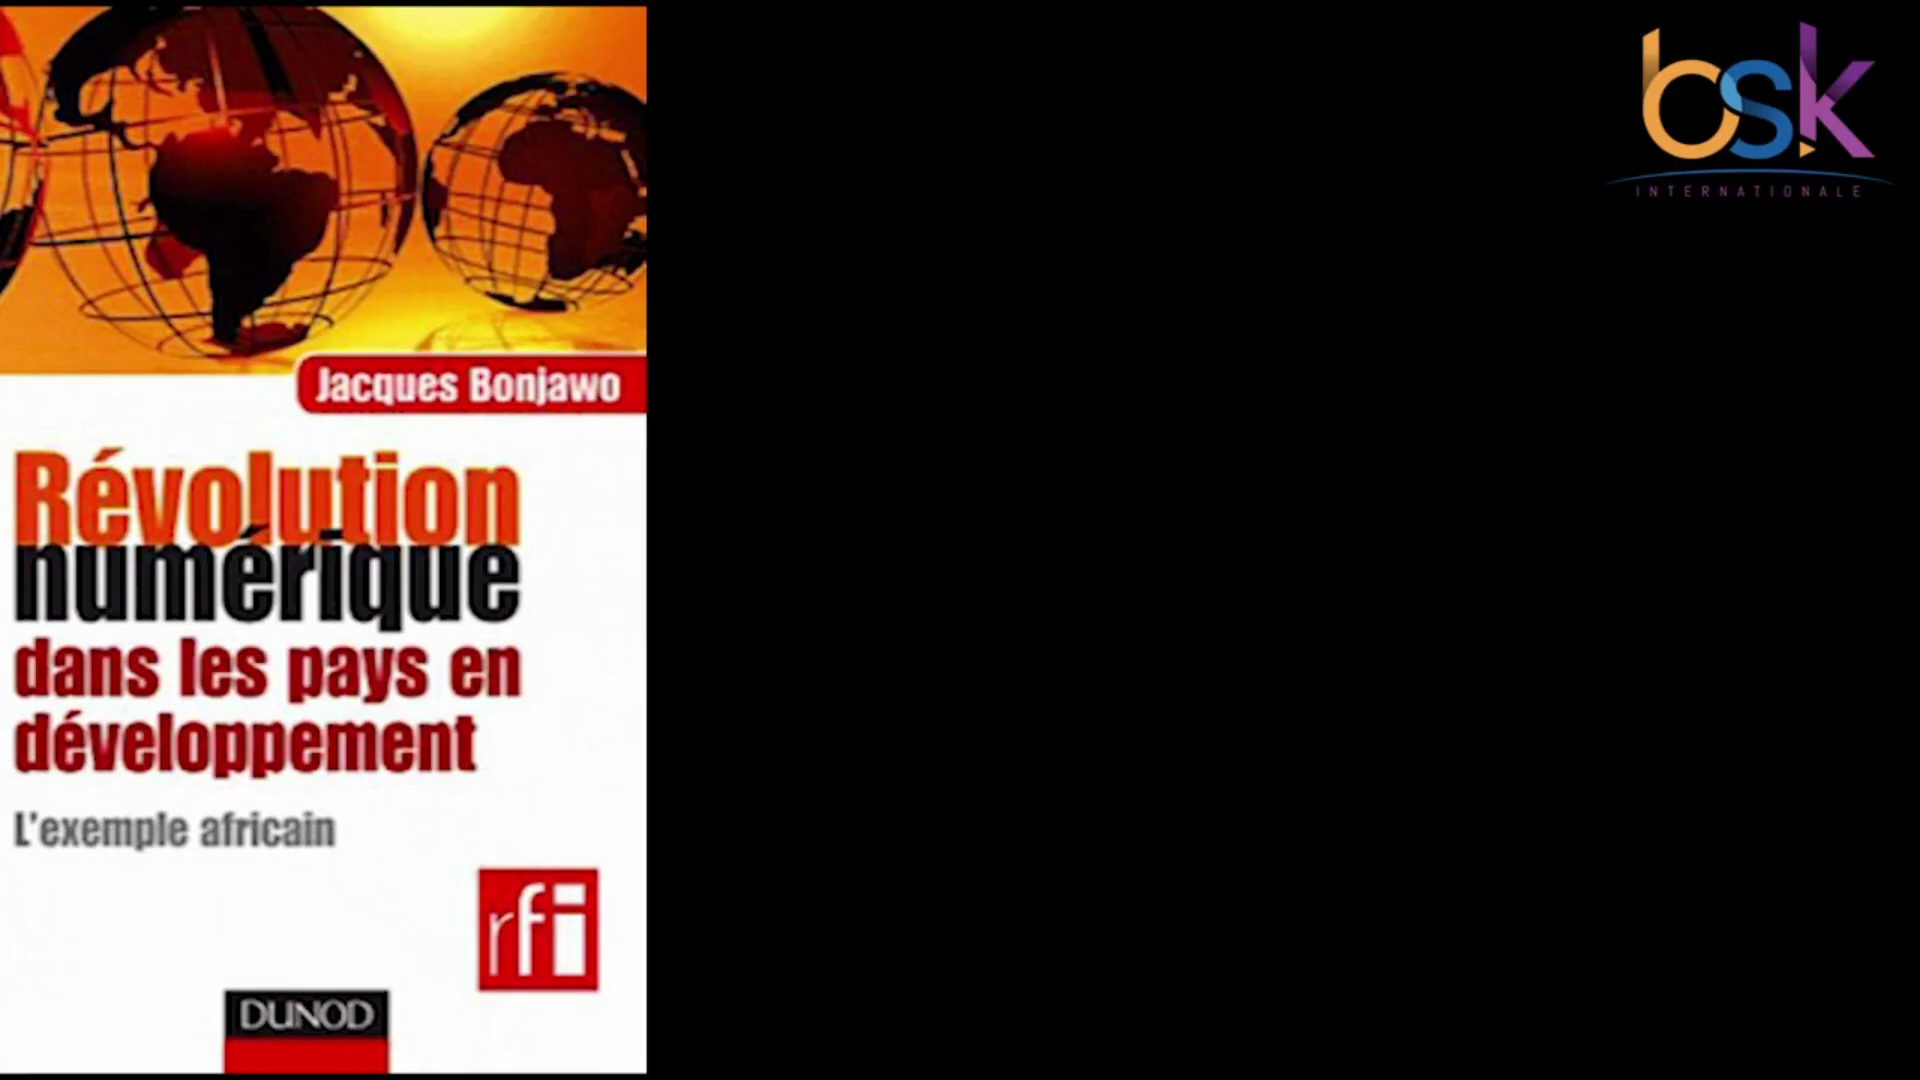 bsk
INTERNATIONALE
Jacques Bonjawo
Révolution
numérique
dans les pays en
développement
L'exemple africain
rfi
DUNOD